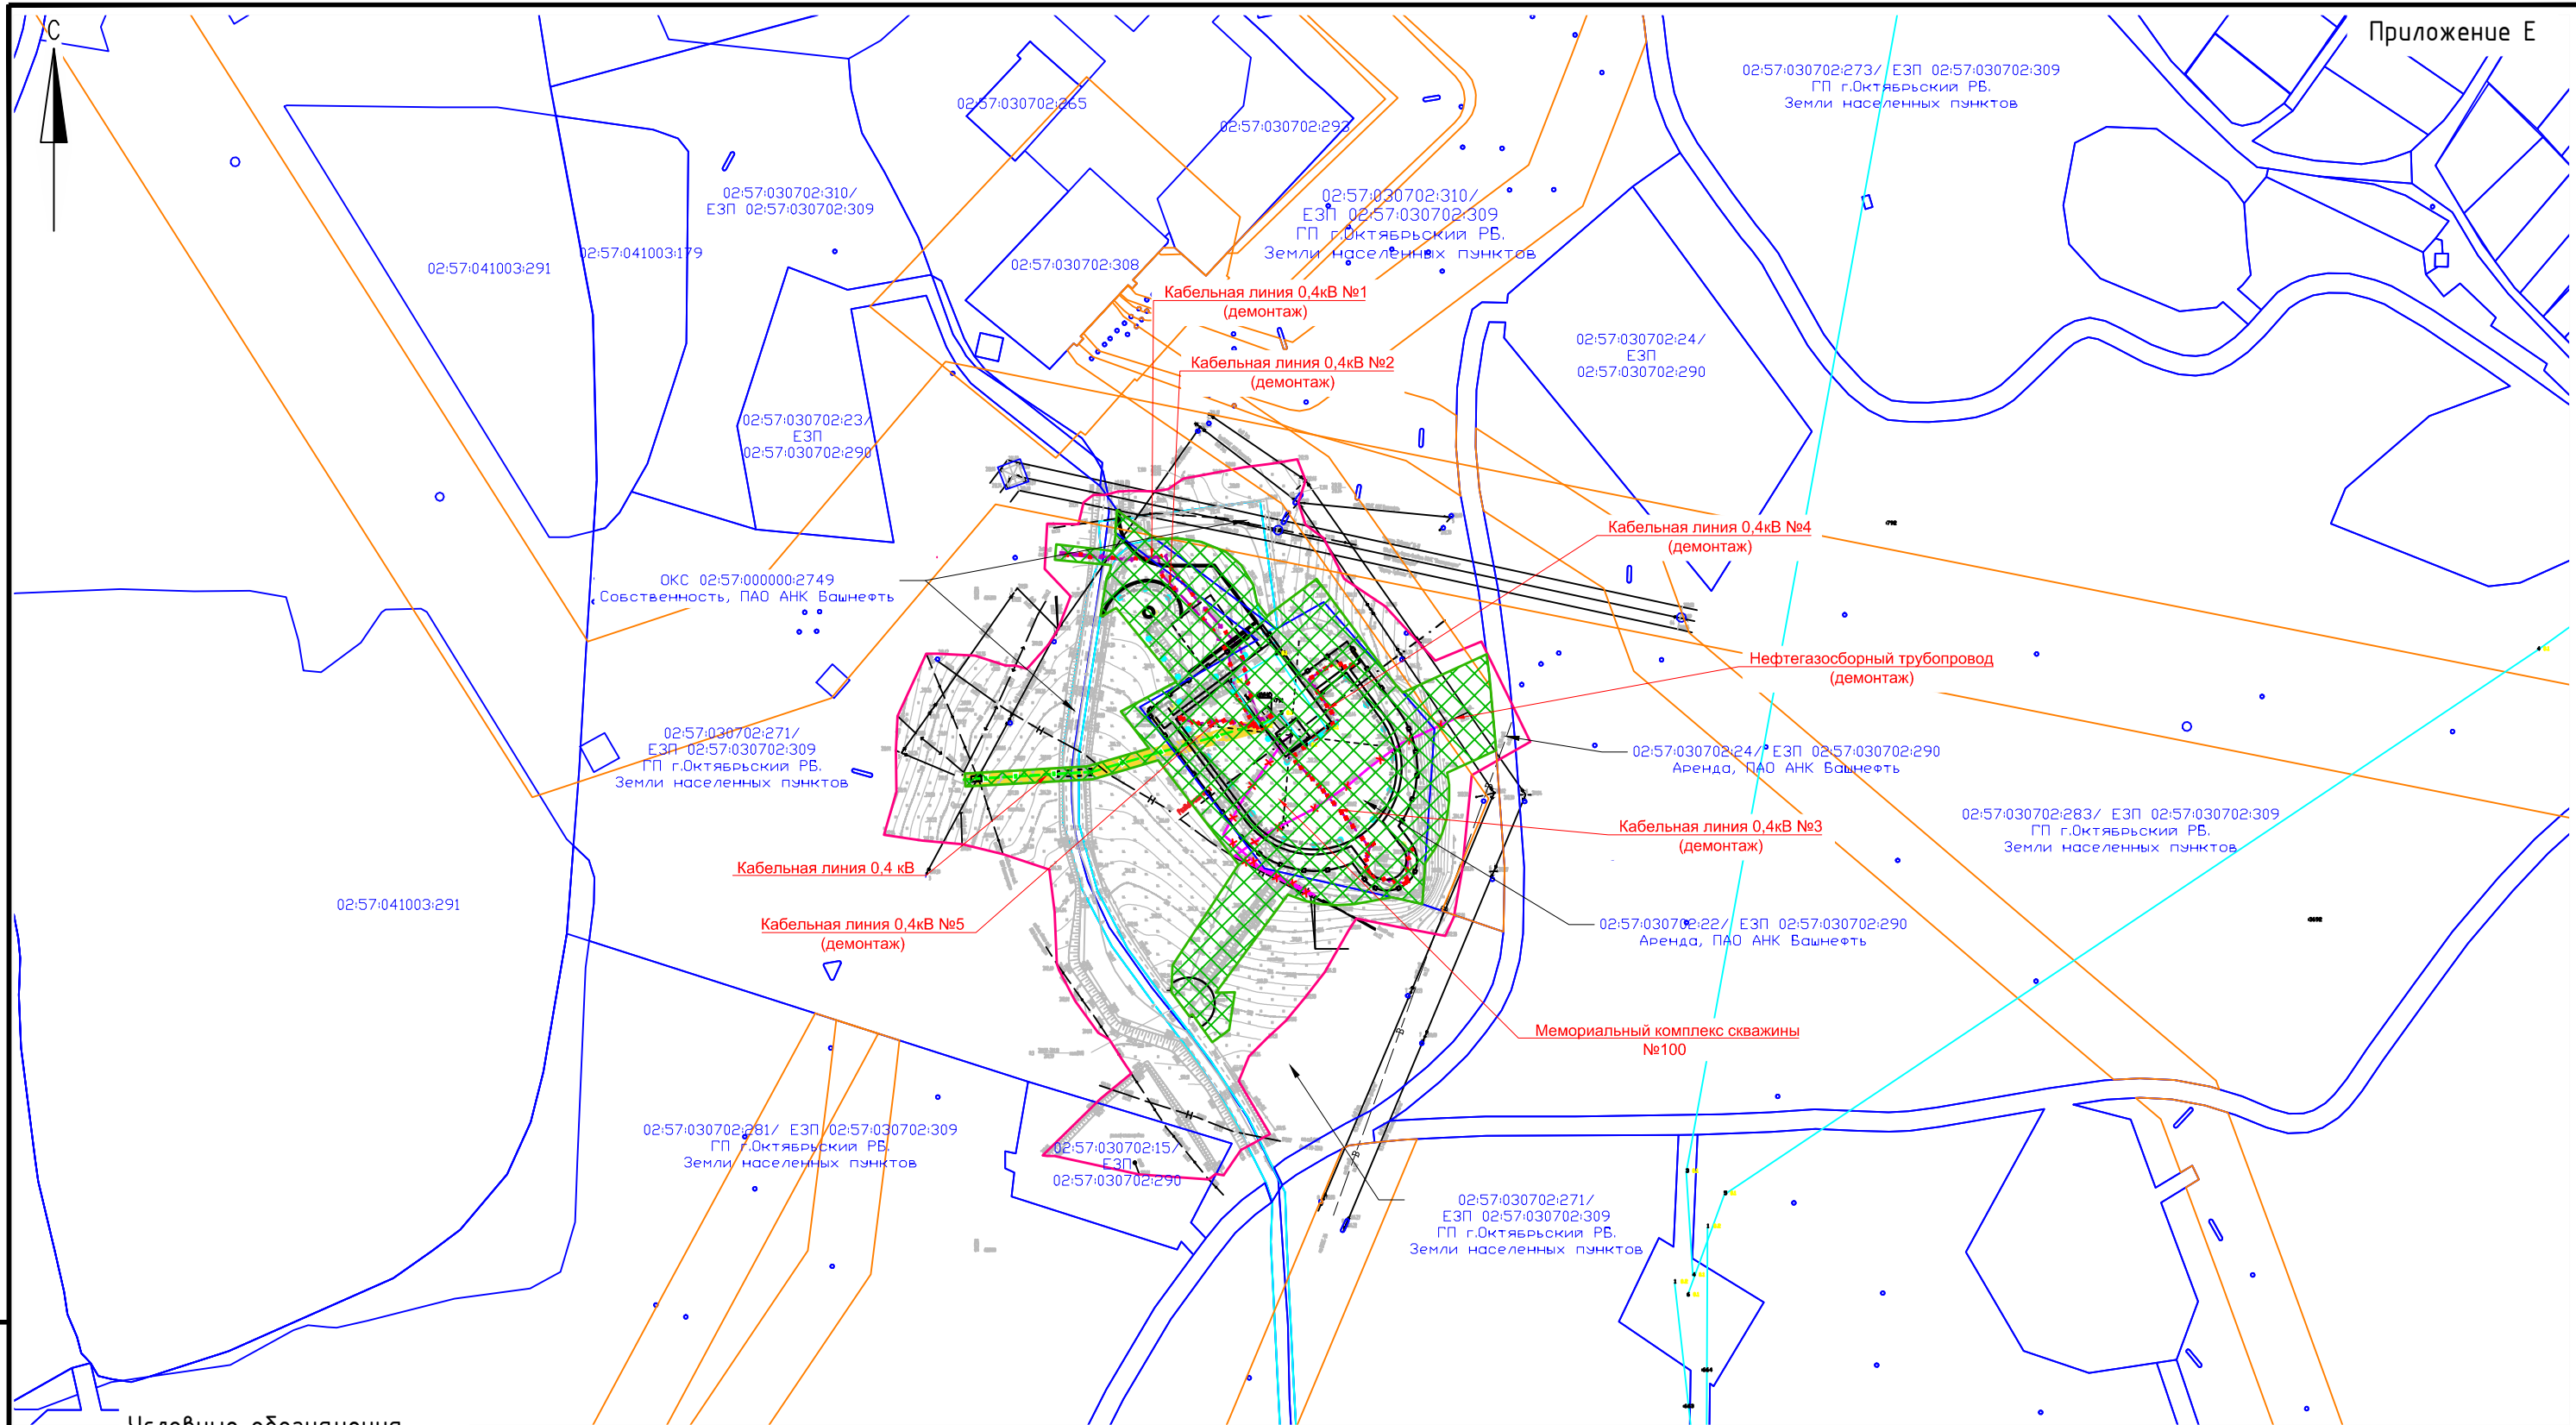 Приложение Е
С
02:57:030702:273/ ЕЗП 02:57:030702:309
ГП г.Октябрьский РБ.
Земли населенных пунктов
02:57:030702:265
02:57:030702:293
02:57:030702:310/
ЕЗП 02:57:030702:309
02:57:030702:310/
ЕЗП 02:57:030702:309
ГП г.Октябрьский РБ.
Земли населенных пунктов
02:57:041003:179
02:57:041003:291
02:57:030702:308
Кабельная линия 0,4кВ №1
(демонтаж)
Кабельная линия 0,4кВ №2
(демонтаж)
02:57:030702:24/
ЕЗП
02:57:030702:290
02:57:030702:23/
ЕЗП
02:57:030702:290
Кабельная линия 0,4кВ №4
(демонтаж)
ОКС 02:57:000000:2749
Собственность, ПАО АНК Башнефть
Нефтегазосборный трубопровод
(демонтаж)
02:57:030702:271/
ЕЗП 02:57:030702:309
ГП г.Октябрьский РБ.
Земли населенных пунктов
02:57:030702:24/ ЕЗП 02:57:030702:290
Аренда, ПАО АНК Башнефть
02:57:030702:283/ ЕЗП 02:57:030702:309
ГП г.Октябрьский РБ.
Земли населенных пунктов
Кабельная линия 0,4кВ №3
(демонтаж)
Кабельная линия 0,4 кВ
02:57:041003:291
Кабельная линия 0,4кВ №5
(демонтаж)
02:57:030702:22/ ЕЗП 02:57:030702:290
Аренда, ПАО АНК Башнефть
Мемориальный комплекс скважины
№100
02:57:030702:281/ ЕЗП 02:57:030702:309
ГП г.Октябрьский РБ.
Земли населенных пунктов
02:57:030702:15/
ЕЗП
02:57:030702:290
02:57:030702:271/
ЕЗП 02:57:030702:309
ГП г.Октябрьский РБ.
Земли населенных пунктов
Условные обозначения